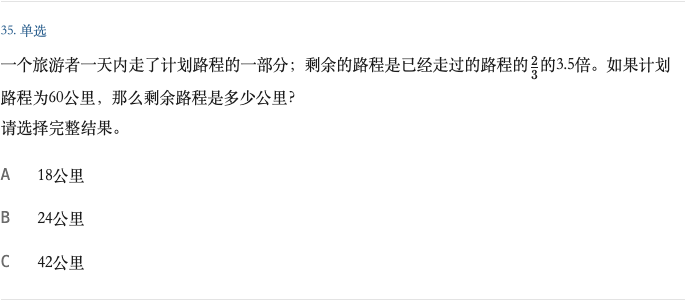 35. 单选
一个旅游者一天内走了计划路程的一部分；剩余的路程是已经走过的路程的 2/3 的3.5倍。如果计划
路程为60公里，那么剩余路程是多少公里?
请选择完整结果。
A 18公里
B 24公里
C 42公里